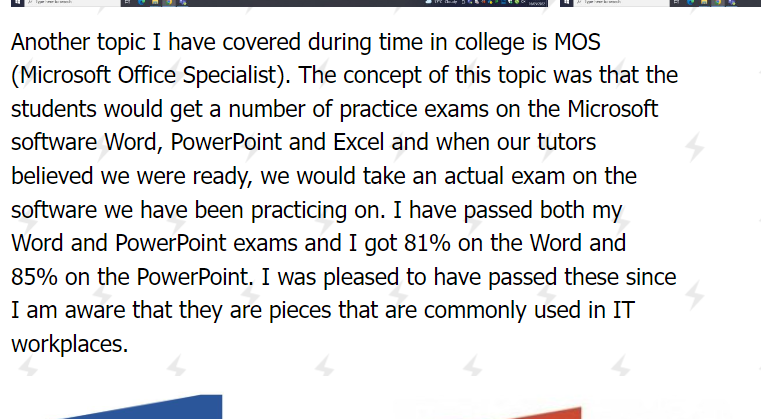 Another topic I have covered during time in college is MOS
(Microsoft Office Specialist). The concept of this topic was that the
students would get a number of practice exams on the Microsoft
software Word, PowerPoint and Excel and when our tutors
believed we were ready, we would take an actual exam on the
software we have been practicing on. I have passed both my
Word and PowerPoint exams and I got 81% on the Word and
85% on the PowerPoint. I was pleased to have passed these since
I am aware that they are pieces that are commonly used in IT
workplaces.